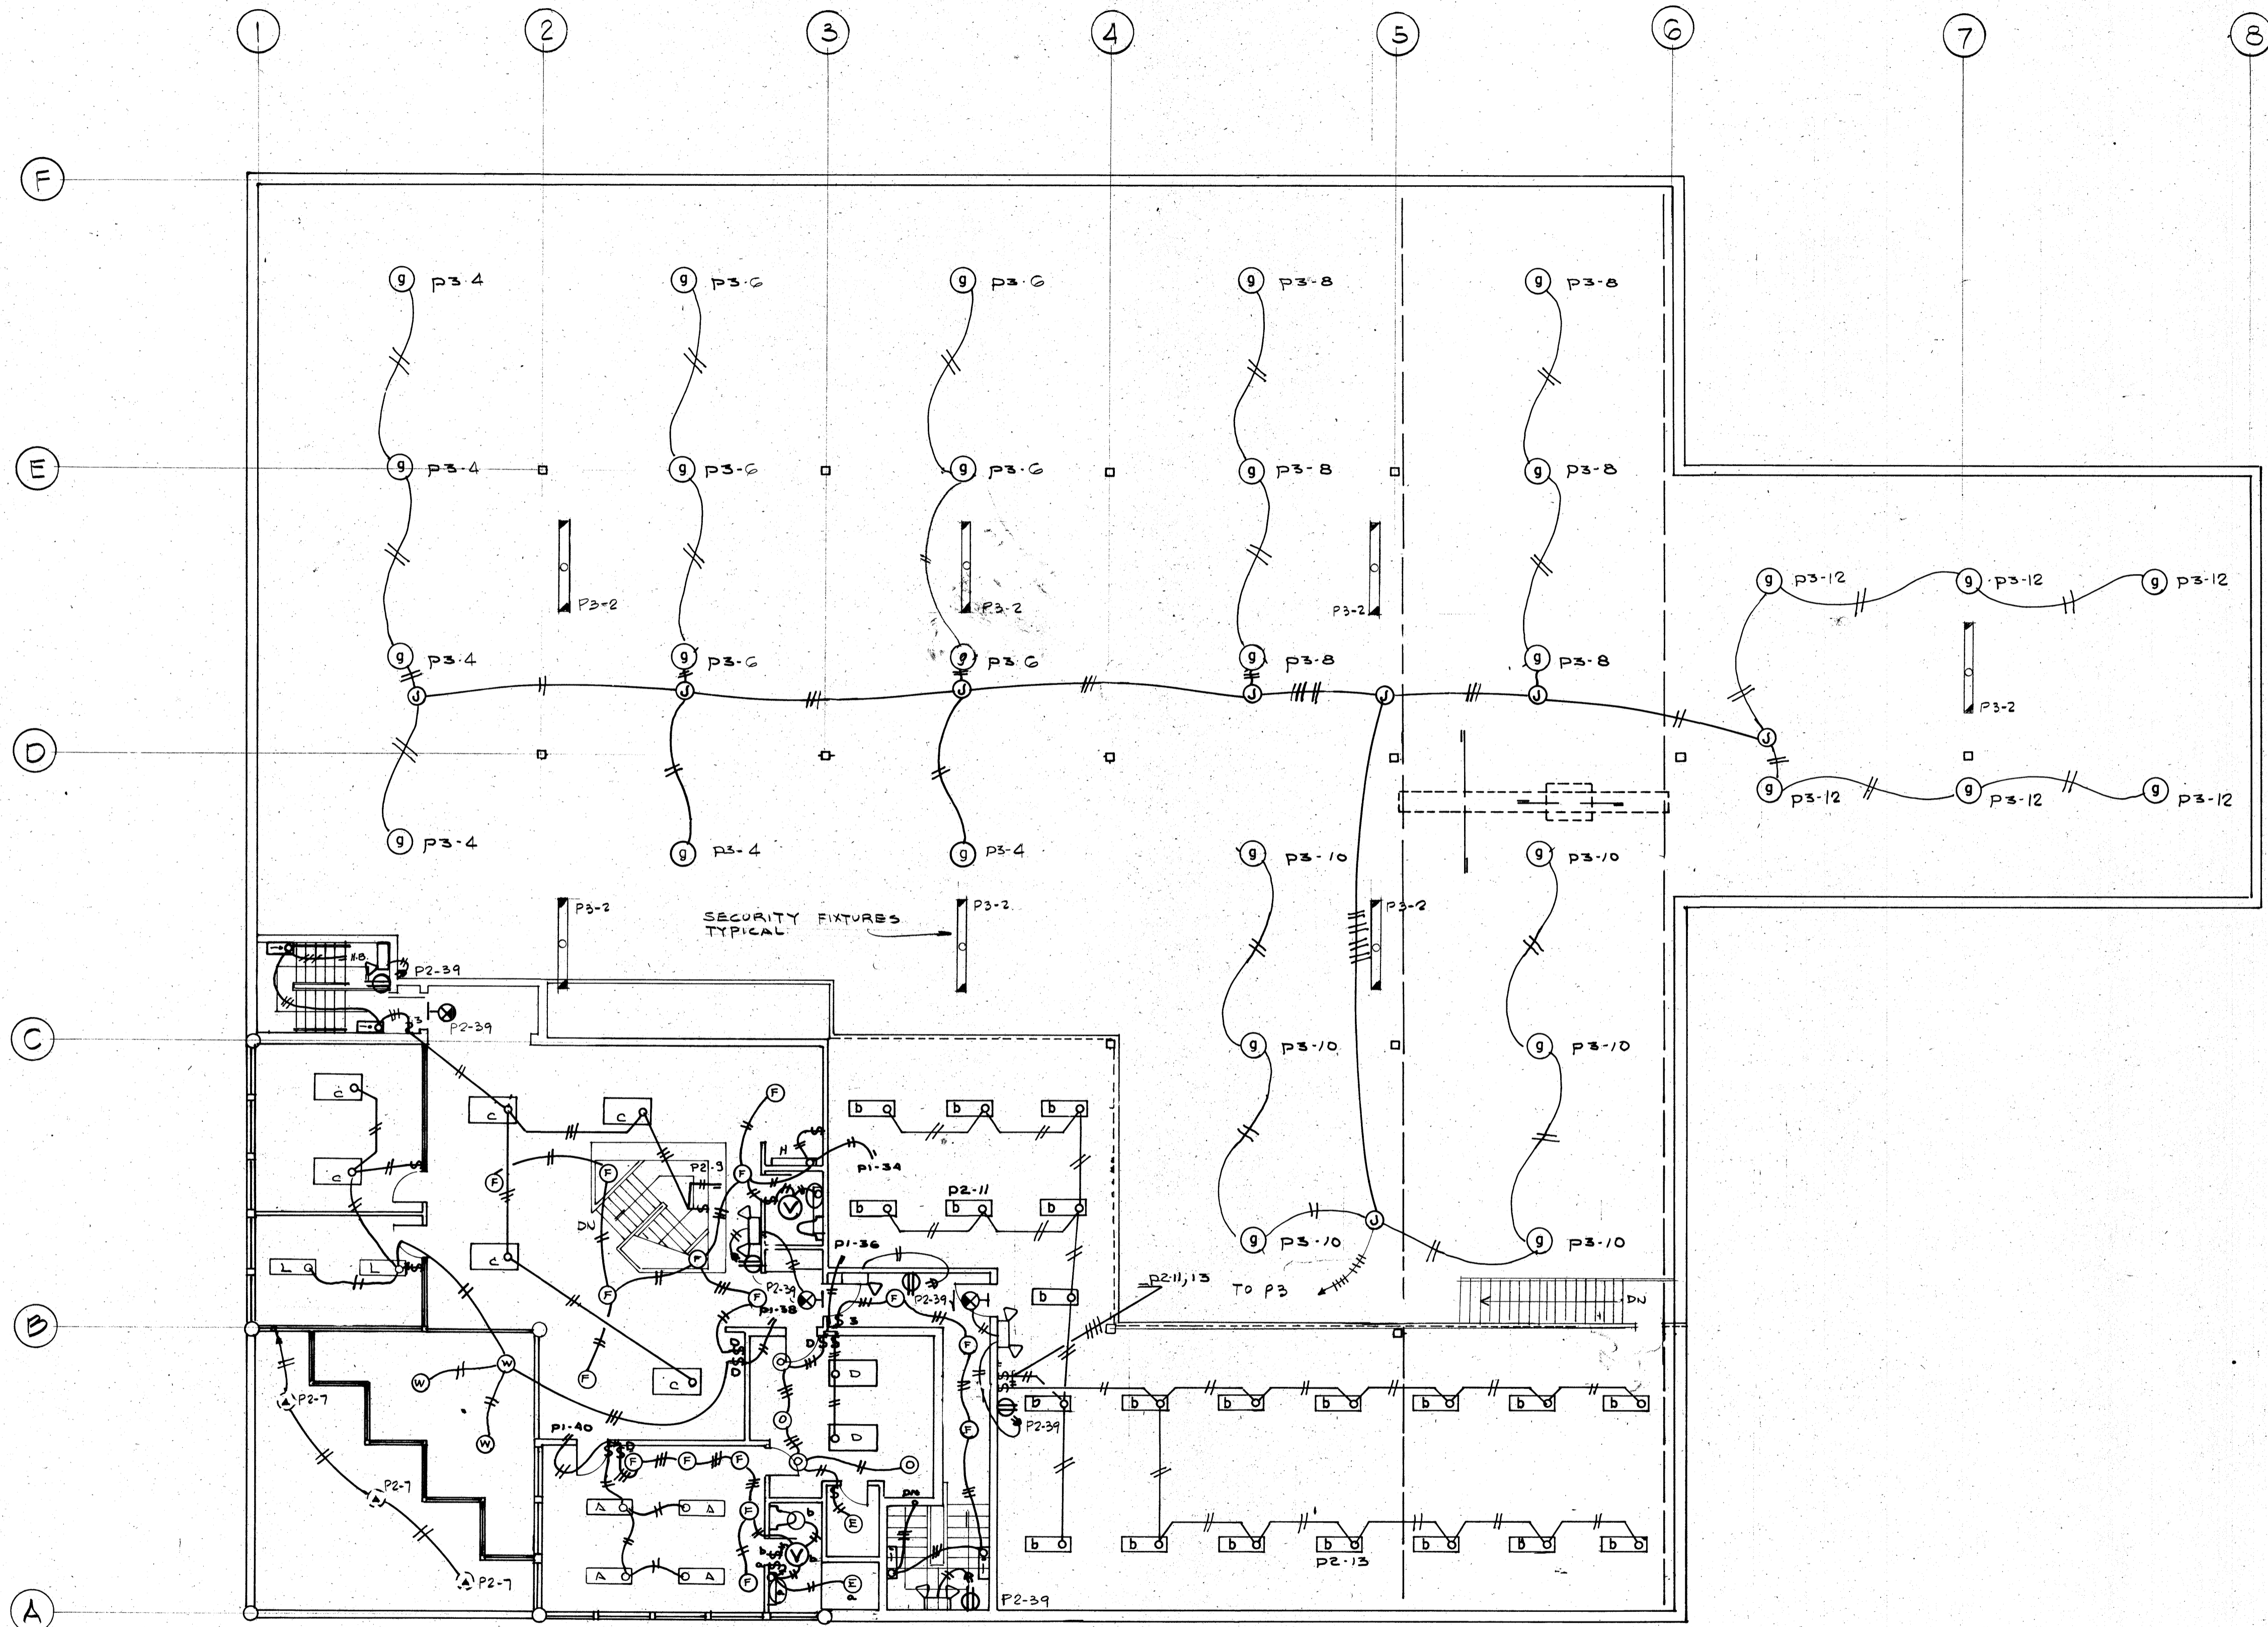 1 2 3 4 5 6 7 8
F
g P3-4 g P3-6 g P3-6 g P3-8 g P3-8
E
g P3-4 g P3-6 g P3-6 g P3-8 g P3-8
g P3-12 g P3-12 g P3-12
P3-2 P3-2 P3-2
g P3-4 g P3-6 g P3-6 g P3-8 g P3-8
J J J J J J
P3-2
J
D
g P3-12 g P3-12 g P3-12
g P3-4 g P3-4 g P3-4 g P3-10 g P3-10
P3-2 P3-2 P3-2
SECURITY FIXTURES
TYPICAL
N.B.
P2-39
P2-39
C
g P3-10 g P3-10
C C C F b b b
H P1-34
C F F P2-9 F V
P2-11
b b b
DN
J
g P3-10 g P3-10
L L C F P1-36
P2-11,13
TO P3
F F P2-39 F P2-39 b
P1-38
DN
B
S 3
D S S
F
W W F C O D
P2-7
b b b b b b b
P2-39
W O D F
P1-40
F F F O O
P2-7
A A F DN
E
b b b b B b
P2-13
V
P2-7
A A F E
P2-39
A